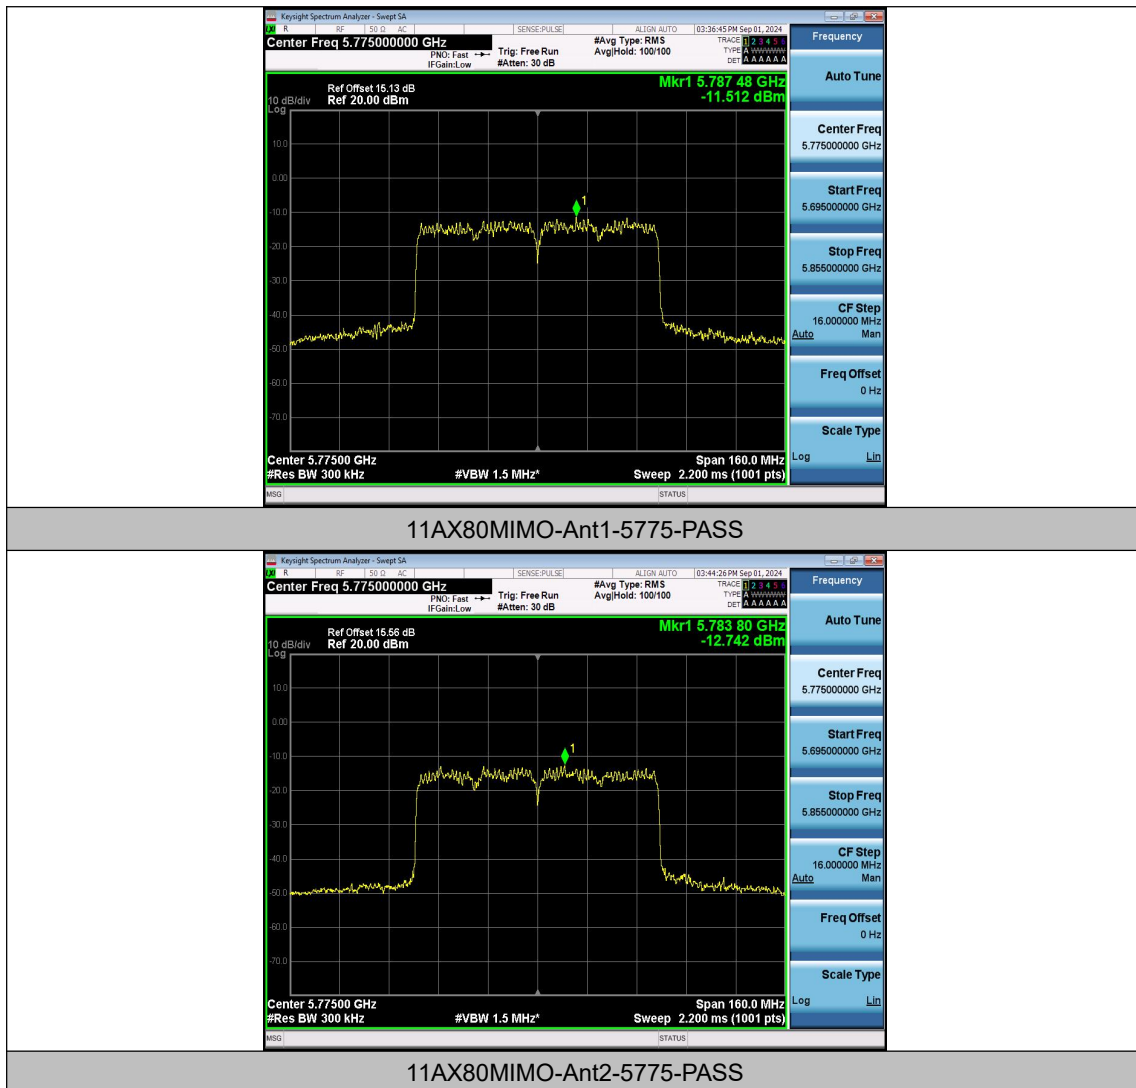 Keysight Spectrum Analyzer - Swept SA
R RF 50 Ω AC SENSE:PULSE ALIGN AUTO 03:36:45 PM Sep 01, 2024
Center Freq 5.775000000 GHz #Avg Type: RMS TRACE 1 2 3 4 5 6 Frequency
PNO: Fast Trig: Free Run Avg|Hold: 100/100 TYPE A WWWWW
IFGain:Low #Atten: 30 dB DET A A A A A A
Auto Tune
Mkr1 5.787 48 GHz
Ref Offset 15.13 dB
10 dB/div Ref 20.00 dBm -11.512 dBm
Log
Center Freq
5.775000000 GHz
10.0
0.00
Start Freq
5.695000000 GHz
1
-10.0
-20.0
Stop Freq
5.855000000 GHz
-30.0
-40.0
CF Step
16.000000 MHz
Auto Man
-50.0
-60.0
Freq Offset
0 Hz
-70.0
Scale Type
Log Lin
Center 5.77500 GHz Span 160.0 MHz
#Res BW 300 kHz #VBW 1.5 MHz* Sweep 2.200 ms (1001 pts)
MSG STATUS
11AX80MIMO-Ant1-5775-PASS
Keysight Spectrum Analyzer - Swept SA
R RF 50 Ω AC SENSE:PULSE ALIGN AUTO 03:44:26 PM Sep 01, 2024
Center Freq 5.775000000 GHz #Avg Type: RMS TRACE 1 2 3 4 5 6 Frequency
PNO: Fast Trig: Free Run Avg|Hold: 100/100 TYPE A WWWWW
IFGain:Low #Atten: 30 dB DET A A A A A A
Auto Tune
Mkr1 5.783 80 GHz
Ref Offset 15.56 dB
10 dB/div Ref 20.00 dBm -12.742 dBm
Log
Center Freq
5.775000000 GHz
10.0
0.00
Start Freq
5.695000000 GHz
1
-10.0
-20.0
Stop Freq
5.855000000 GHz
-30.0
-40.0
CF Step
16.000000 MHz
Auto Man
-50.0
-60.0
Freq Offset
0 Hz
-70.0
Scale Type
Log Lin
Center 5.77500 GHz Span 160.0 MHz
#Res BW 300 kHz #VBW 1.5 MHz* Sweep 2.200 ms (1001 pts)
MSG STATUS
11AX80MIMO-Ant2-5775-PASS